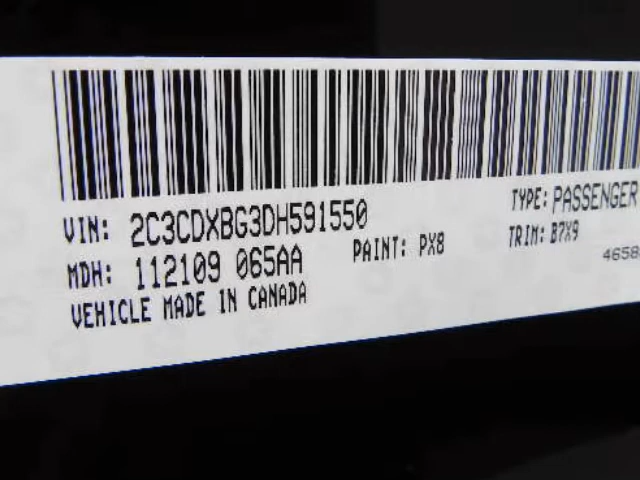 VIN: 2C3CDXBG3DH591550
TYPE: PASSENGER
MDH: 112109 065AA
PAINT: PX8
TRIM: B7X9
VEHICLE MADE IN CANADA